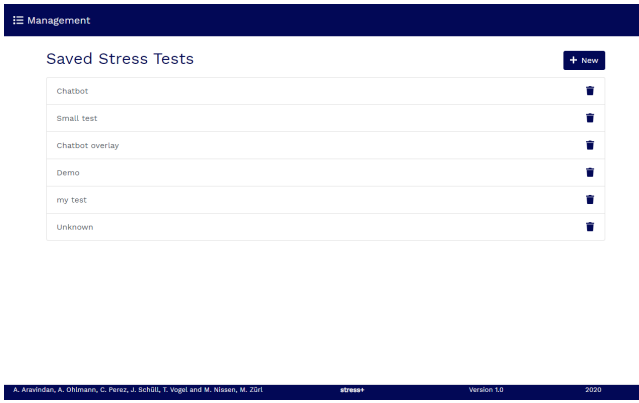 Management
Saved Stress Tests
+ New
Chatbot
Small test
Chatbot overlay
Demo
my test
Unknown
A. Aravindan, A. Ohlmann, C. Perez, J. Schüll, T. Vogel and M. Nissen, M. Zürl stress+ Version 1.0 2020